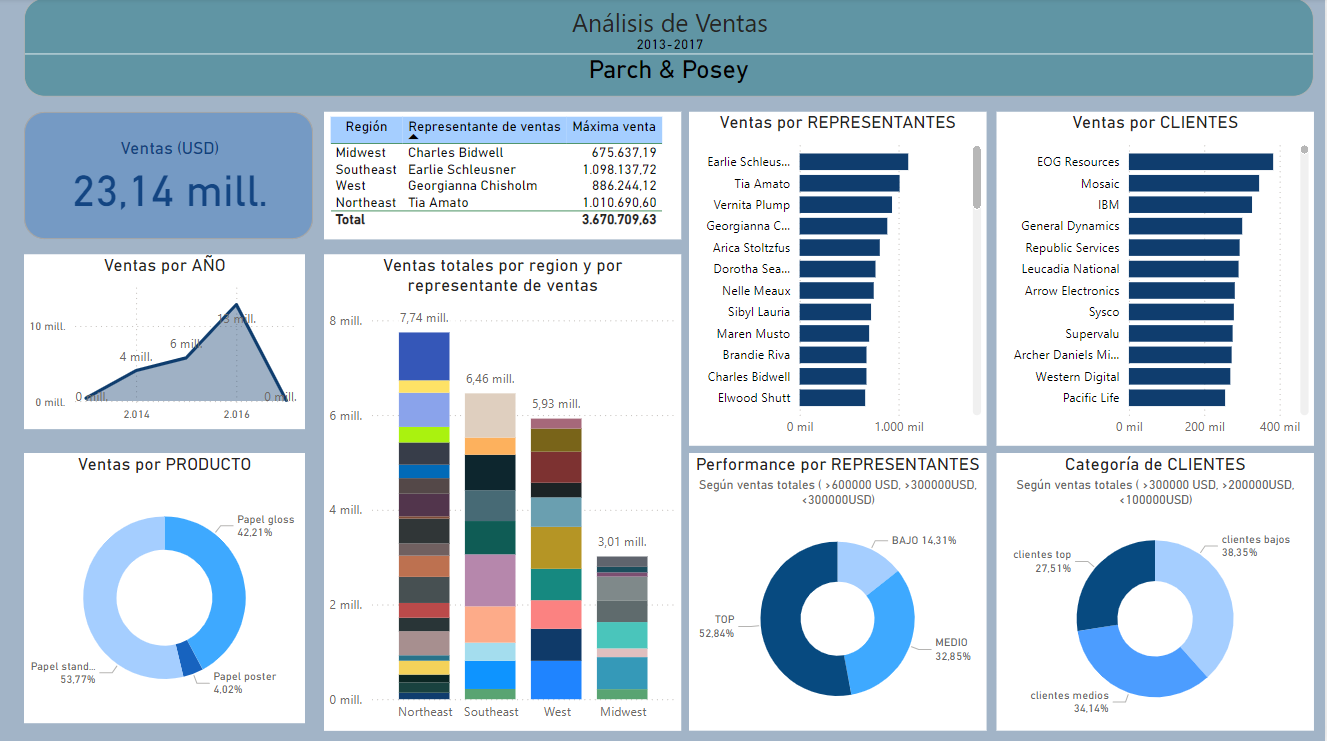 Análisis de Ventas
2013-2017
Parch & Posey
Ventas (USD)
23,14 mill.
Región Representante de ventas Máxima venta
Midwest Charles Bidwell 675.637,19
Southeast Earlie Schleusner 1.098.137,72
West Georgianna Chisholm 886.244,12
Northeast Tia Amato 1.010.690,60
Total 3.670.709,63
Ventas por REPRESENTANTES
Earlie Schleus...
Tia Amato
Vernita Plump
Georgianna C...
Arica Stoltzfus
Dorotha Sea...
Nelle Meaux
Sibyl Lauria
Maren Musto
Brandie Riva
Charles Bidwell
Elwood Shutt
0 mil 1.000 mil
Ventas por CLIENTES
EOG Resources
Mosaic
IBM
General Dynamics
Republic Services
Leucadia National
Arrow Electronics
Sysco
Supervalu
Archer Daniels Mi...
Western Digital
Pacific Life
0 mil 200 mil 400 mil
Ventas por AÑO
10 mill.
0 mill.
0 mill.
4 mill.
6 mill.
13 mill.
0 mill.
2.014 2.016
Ventas totales por region y por
representante de ventas
8 mill.
6 mill.
4 mill.
2 mill.
0 mill.
7,74 mill.
6,46 mill.
5,93 mill.
3,01 mill.
Northeast Southeast West Midwest
Ventas por PRODUCTO
Papel gloss
42,21%
Papel stand...
53,77%
Papel poster
4,02%
Performance por REPRESENTANTES
Según ventas totales ( >600000 USD, >300000USD,
<300000USD)
BAJO 14,31%
TOP
52,84%
MEDIO
32,85%
Categoría de CLIENTES
Según ventas totales ( >300000 USD, >200000USD,
<100000USD)
clientes bajos
38,35%
clientes top
27,51%
clientes medios
34,14%